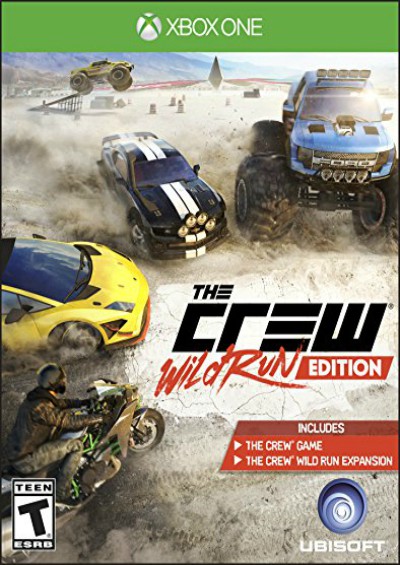 XBOX ONE
FORD
THE
CREW®
Wild Run EDITION
INCLUDES
THE CREW® GAME
THE CREW® WILD RUN EXPANSION
TEEN
T
ESRB
UBISOFT